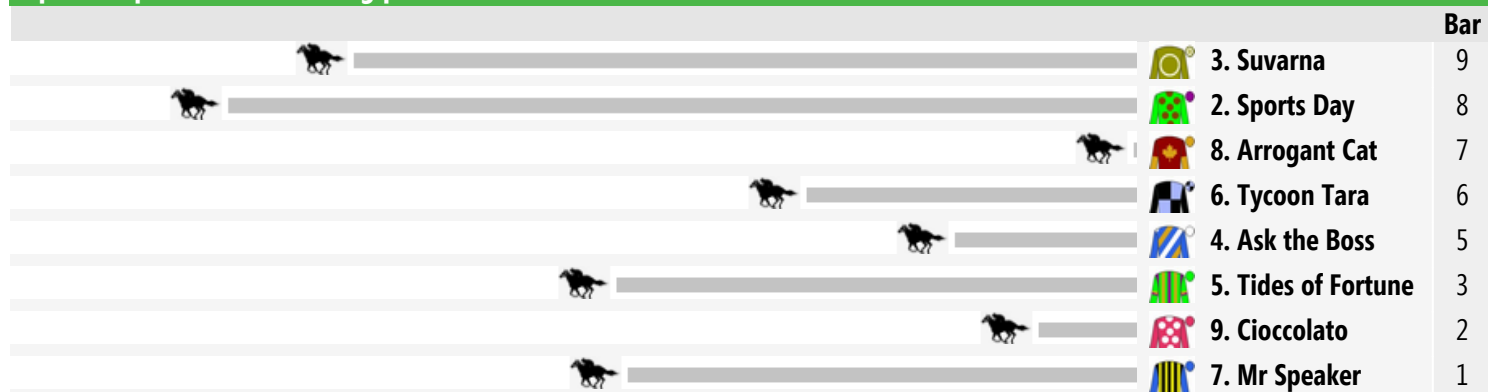 Bar
3. Suvarna 9
2. Sports Day 8
8. Arrogant Cat 7
6. Tycoon Tara 6
4. Ask the Boss 5
5. Tides of Fortune 3
9. Cioccolato 2
7. Mr Speaker 1